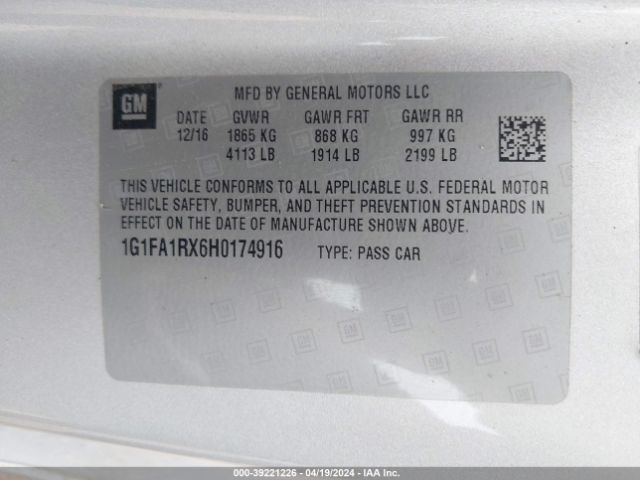 GM
MFD BY GENERAL MOTORS LLC
DATE GVWR GAWR FRT GAWR RR
12/16 1865 KG 868 KG 997 KG
4113 LB 1914 LB 2199 LB
THIS VEHICLE CONFORMS TO ALL APPLICABLE U.S. FEDERAL MOTOR
VEHICLE SAFETY, BUMPER, AND THEFT PREVENTION STANDARDS IN
EFFECT ON THE DATE OF MANUFACTURE SHOWN ABOVE.
1G1FA1RX6H0174916 TYPE: PASS CAR
000-39221226 - 04/19/2024 - IAA Inc.